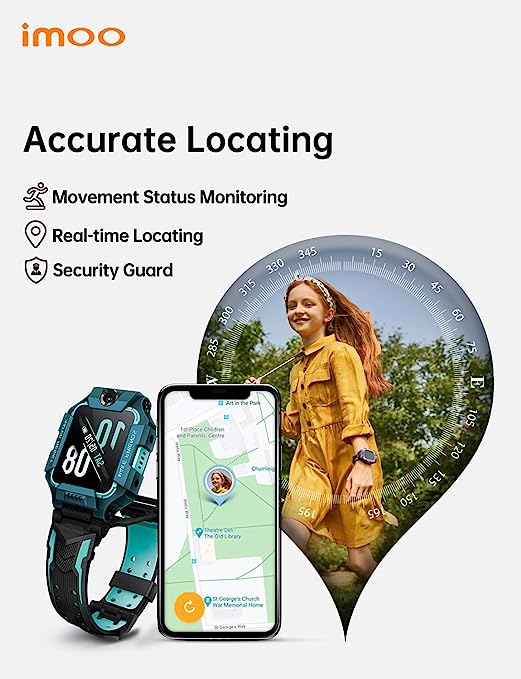 imoo
Accurate Locating
Movement Status Monitoring
Real-time Locating
Security Guard
315 330 345 15 30 45 60 75 E 105 120 135 150 165 195 285 300
Art in the Park
1st Place Children
and Parents' Centre
Chumleigh
Theatre Deli
The Old Library
St George's Church
War Memorial Home
St George's Way
10
08